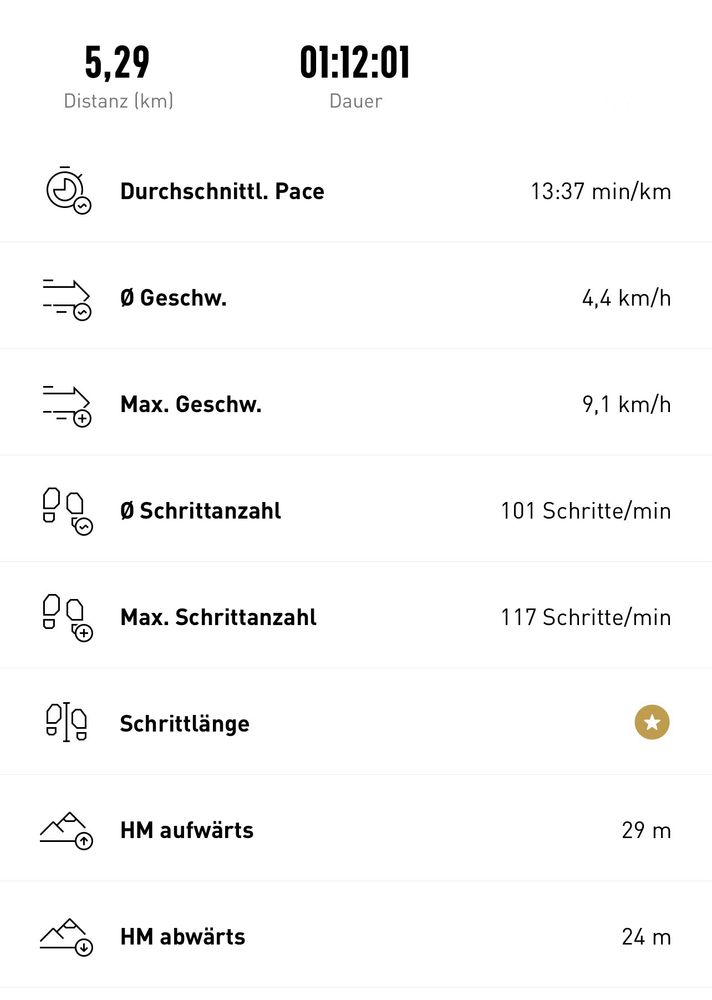 5,29 01:12:01
Distanz (km) Dauer
Durchschnittl. Pace 13:37 min/km
Ø Geschw. 4,4 km/h
Max. Geschw. 9,1 km/h
Ø Schrittanzahl 101 Schritte/min
Max. Schrittanzahl 117 Schritte/min
Schrittlänge
HM aufwärts 29 m
HM abwärts 24 m